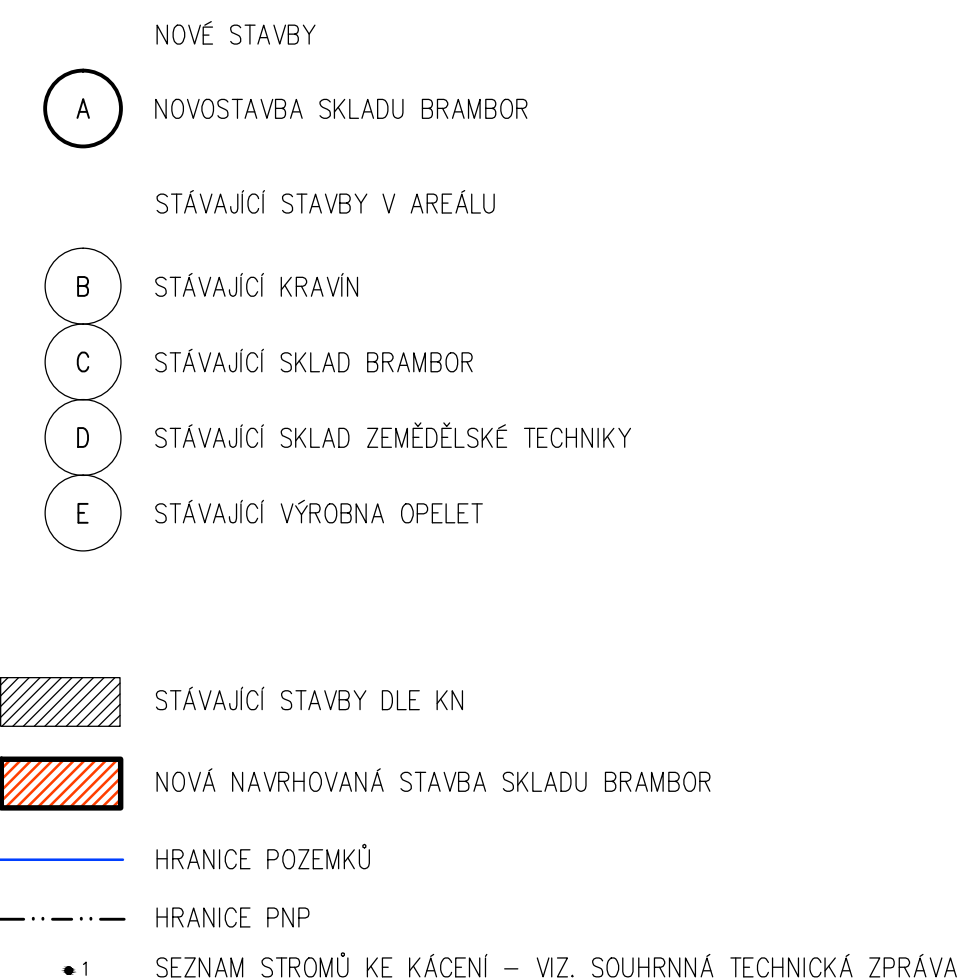 NOVÉ STAVBY
A NOVOSTAVBA SKLADU BRAMBOR
STÁVAJÍCÍ STAVBY V AREÁLU
B STÁVAJÍCÍ KRAVÍN
C STÁVAJÍCÍ SKLAD BRAMBOR
D STÁVAJÍCÍ SKLAD ZEMĚDĚLSKÉ TECHNIKY
E STÁVAJÍCÍ VÝROBNA OPELET
STÁVAJÍCÍ STAVBY DLE KN
NOVÁ NAVRHOVANÁ STAVBA SKLADU BRAMBOR
HRANICE POZEMKŮ
HRANICE PNP
1 SEZNAM STROMŮ KE KÁCENÍ – VIZ. SOUHRNNÁ TECHNICKÁ ZPRÁVA